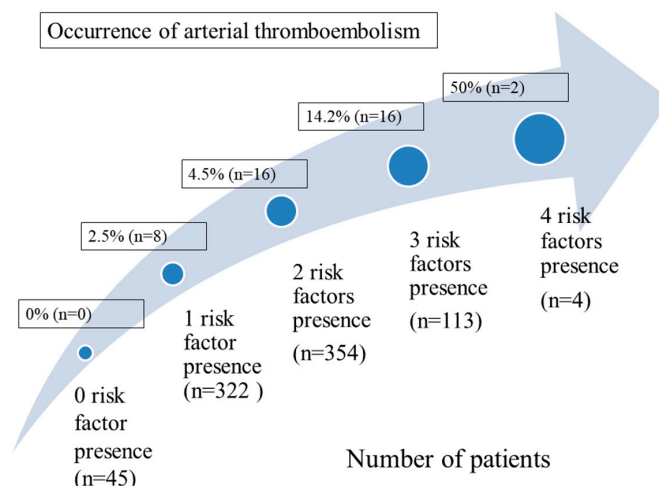 Occurrence of arterial thromboembolism
50% (n=2)
14.2% (n=16)
4.5% (n=16)
2.5% (n=8)
0% (n=0)
0 risk
factor
presence
(n=45)
1 risk
factor
presence
(n=322 )
2 risk
factors
presence
(n=354)
3 risk
factors
presence
(n=113)
4 risk
factors
presence
(n=4)
Number of patients